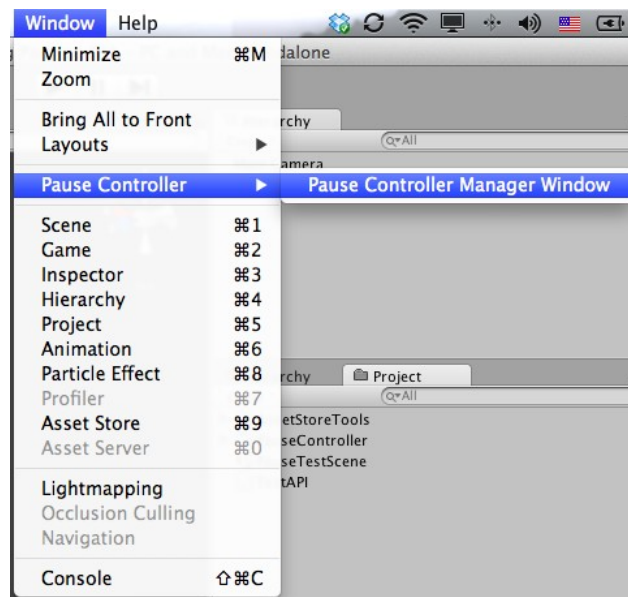 Window Help
Minimize ⌘M
dalone
Zoom
Bring All to Front
rchy
Layouts
All
amera
Pause Controller
Pause Controller Manager Window
Scene ⌘1
Game ⌘2
Inspector ⌘3
Hierarchy ⌘4
Project ⌘5
Animation ⌘6
Particle Effect ⌘8
rchy Project
Profiler ⌘7
All
Asset Store ⌘9
etStoreTools
Asset Server ⌘0
seController
seTestScene
tAPI
Lightmapping
Occlusion Culling
Navigation
Console ⇧⌘C